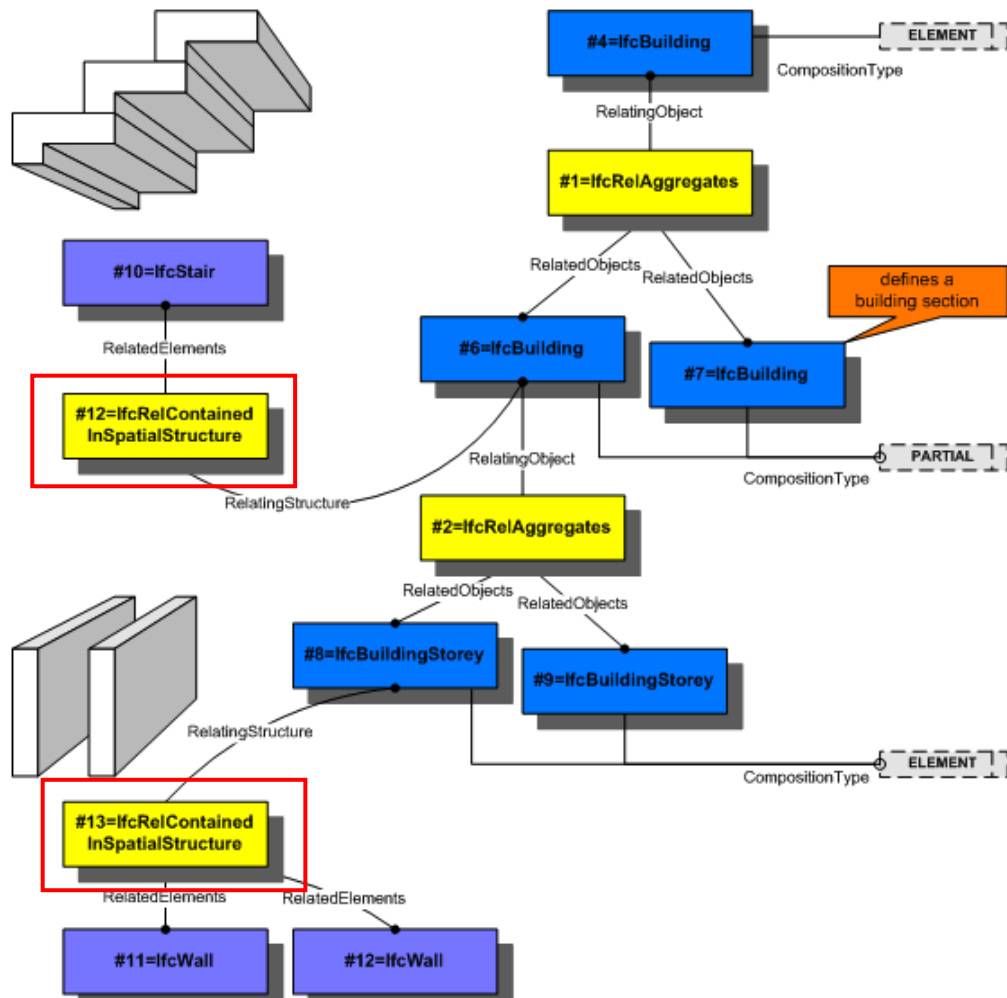 #4=IfcBuilding
ELEMENT
CompositionType
RelatingObject
#1=IfcRelAggregates
RelatedObjects
RelatedObjects
defines a
building section
#10=IfcStair
RelatedElements
#6=IfcBuilding
#7=IfcBuilding
#12=IfcRelContained
InSpatialStructure
RelatingStructure
RelatingObject
PARTIAL
CompositionType
#2=IfcRelAggregates
RelatedObjects
RelatedObjects
#8=IfcBuildingStorey
#9=IfcBuildingStorey
RelatingStructure
ELEMENT
CompositionType
#13=IfcRelContained
InSpatialStructure
RelatedElements
RelatedElements
#11=IfcWall
#12=IfcWall